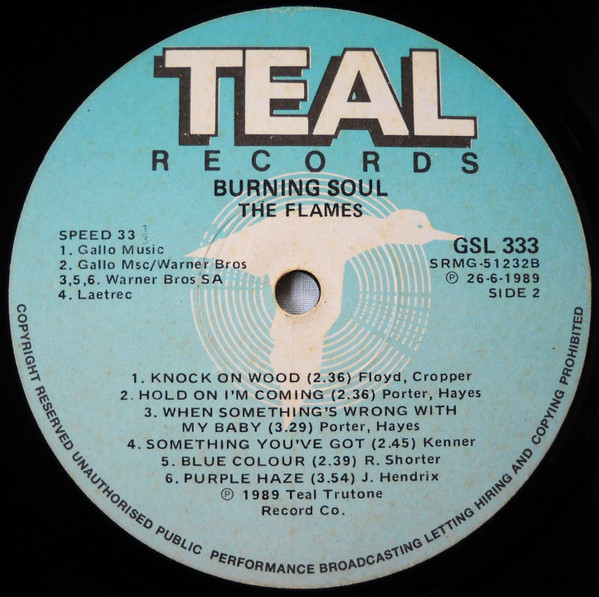 TEAL
RECORDS
BURNING SOUL
THE FLAMES
SPEED 33
1. Gallo Music
2. Gallo Msc/Warner Bros
3,5,6. Warner Bros SA
4. Laetrec
GSL 333
SRMG-51232B
℗ 26-6-1989
SIDE 2
1. KNOCK ON WOOD (2.36) Floyd, Cropper
2. HOLD ON I'M COMING (2.36) Porter, Hayes
3. WHEN SOMETHING'S WRONG WITH
MY BABY (3.29) Porter, Hayes
4. SOMETHING YOU'VE GOT (2.45) Kenner
5. BLUE COLOUR (2.39) R. Shorter
6. PURPLE HAZE (3.54) J. Hendrix
℗ 1989 Teal Trutone
Record Co.
COPYRIGHT RESERVED UNAUTHORISED PUBLIC PERFORMANCE BROADCASTING LETTING HIRING AND COPYING PROHIBITED